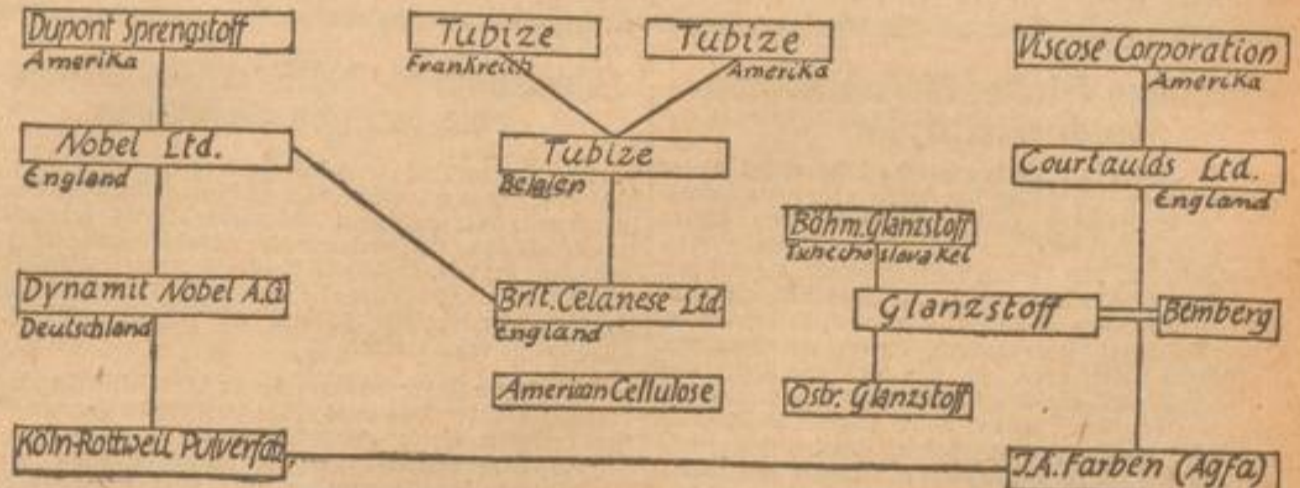 Dupont Sprengstoff
Amerika
Tubize
Frankreich
Tubize
Amerika
Viscose Corporation
Amerika
Nobel Ltd.
England
Tubize
Belgien
Courtaulds Ltd.
England
Böhm. Glanzstoff
Tschechoslovakei
Dynamit Nobel A.G.
Deutschland
Brit. Celanese Ltd
England
Glanzstoff
Bemberg
American Cellulose
Östr. Glanzstoff
Köln-Rottweil Pulverfab.
J.A. Farben (Agfa)